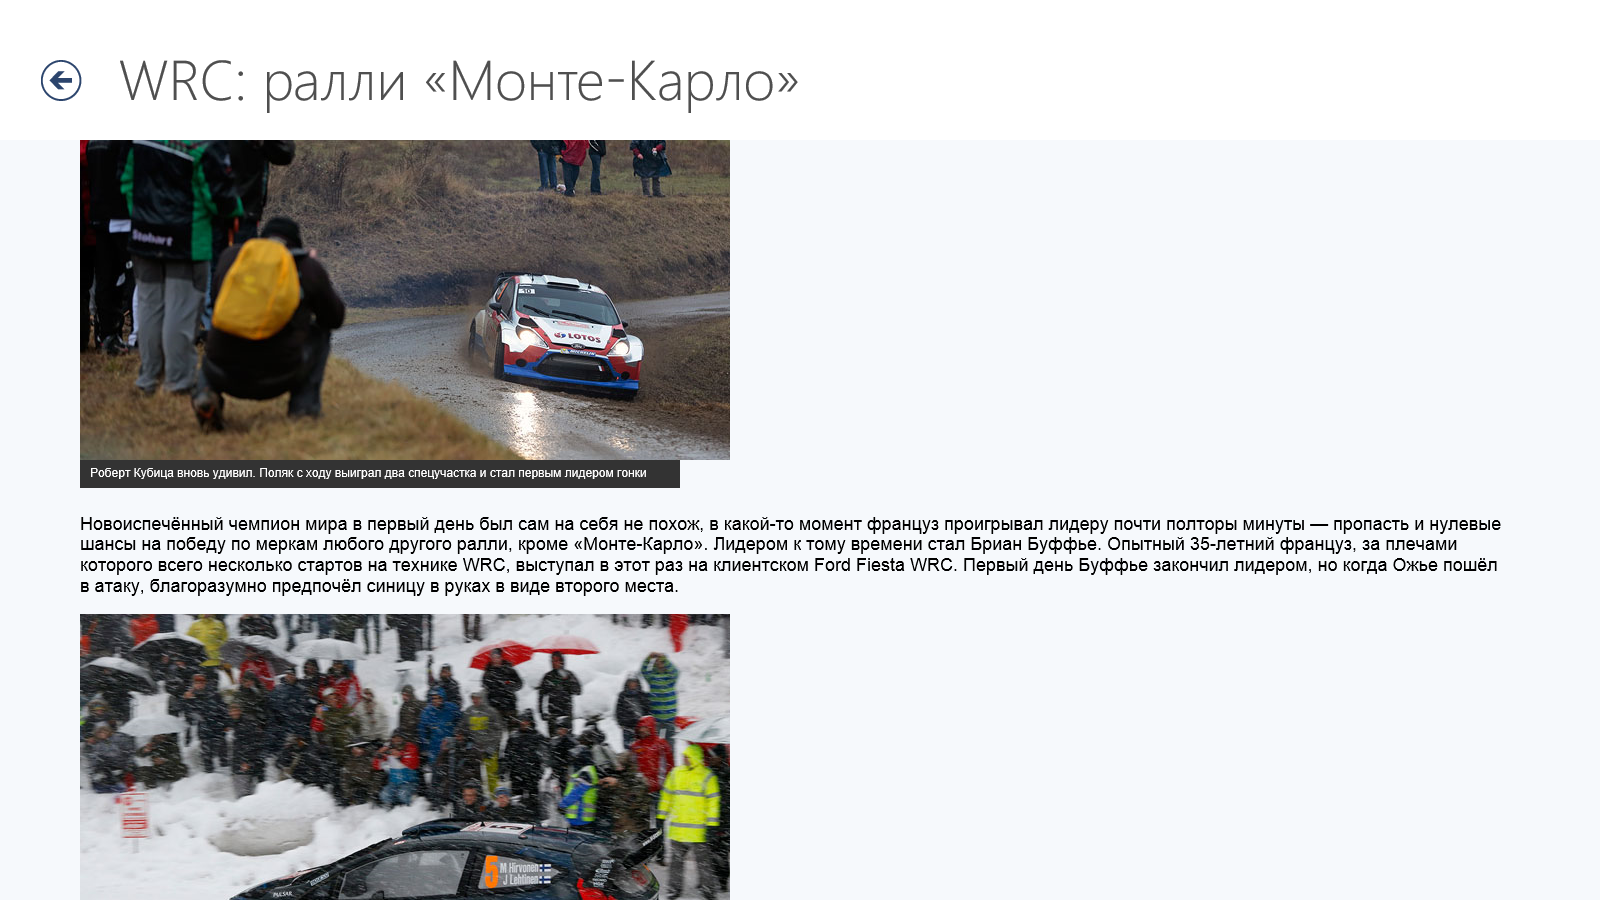 WRC: ралли «Монте-Карло»
Stobart
10
LOTOS
Роберт Кубица вновь удивил. Поляк с ходу выиграл два спецучастка и стал первым лидером гонки
Новоиспечённый чемпион мира в первый день был сам на себя не похож, в какой-то момент француз проигрывал лидеру почти полторы минуты — пропасть и нулевые
шансы на победу по меркам любого другого ралли, кроме «Монте-Карло». Лидером к тому времени стал Бриан Буффье. Опытный 35-летний француз, за плечами
которого всего несколько стартов на технике WRC, выступал в этот раз на клиентском Ford Fiesta WRC. Первый день Буффье закончил лидером, но когда Ожье пошёл
в атаку, благоразумно предпочёл синицу в руках в виде второго места.
5 M Hirvonen
J Lehtinen
PULSAR